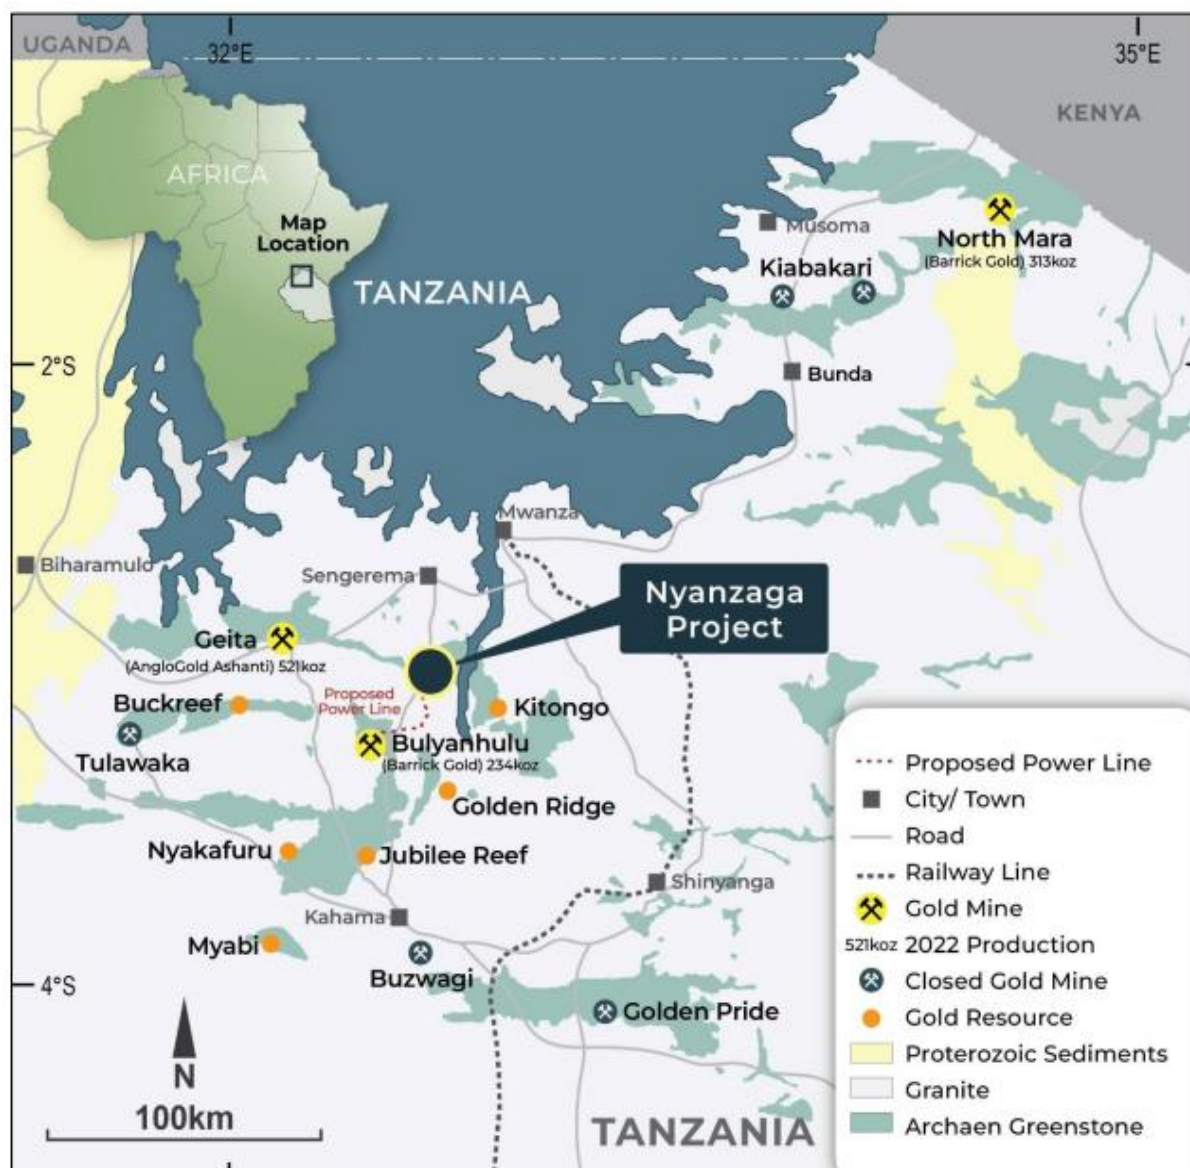 UGANDA
32°E
35°E
KENYA
AFRICA
Map
Location
TANZANIA
Musoma
North Mara
(Barrick Gold) 313koz
Kiabakari
2°S
Bunda
Mwanza
Biharamulo
Sengerema
Nyanzaga
Project
Geita
(AngloGold Ashanti) 521koz
Buckreef
Proposed
Power Line
Kitongo
Tulawaka
Bulyanhulu
(Barrick Gold) 234koz
Golden Ridge
Nyakafuru
Jubilee Reef
Shinyanga
Kahama
Myabi
Buzwagi
4°S
Golden Pride
N
100km
TANZANIA
Proposed Power Line
City/ Town
Road
Railway Line
Gold Mine
521koz 2022 Production
Closed Gold Mine
Gold Resource
Proterozoic Sediments
Granite
Archaen Greenstone